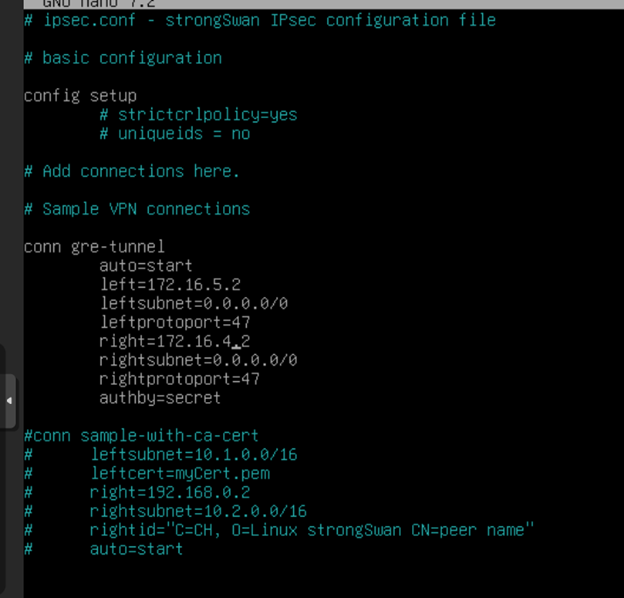 GNU nano 7.2
# ipsec.conf - strongSwan IPsec configuration file
# basic configuration
config setup
# strictcrlpolicy=yes
# uniqueids = no
# Add connections here.
# Sample VPN connections
conn gre-tunnel
auto=start
left=172.16.5.2
leftsubnet=0.0.0.0/0
leftprotoport=47
right=172.16.4.2
rightsubnet=0.0.0.0/0
rightprotoport=47
authby=secret
#conn sample-with-ca-cert
#      leftsubnet=10.1.0.0/16
#      leftcert=myCert.pem
#      right=192.168.0.2
#      rightsubnet=10.2.0.0/16
#      rightid="C=CH, O=Linux strongSwan CN=peer name"
#      auto=start